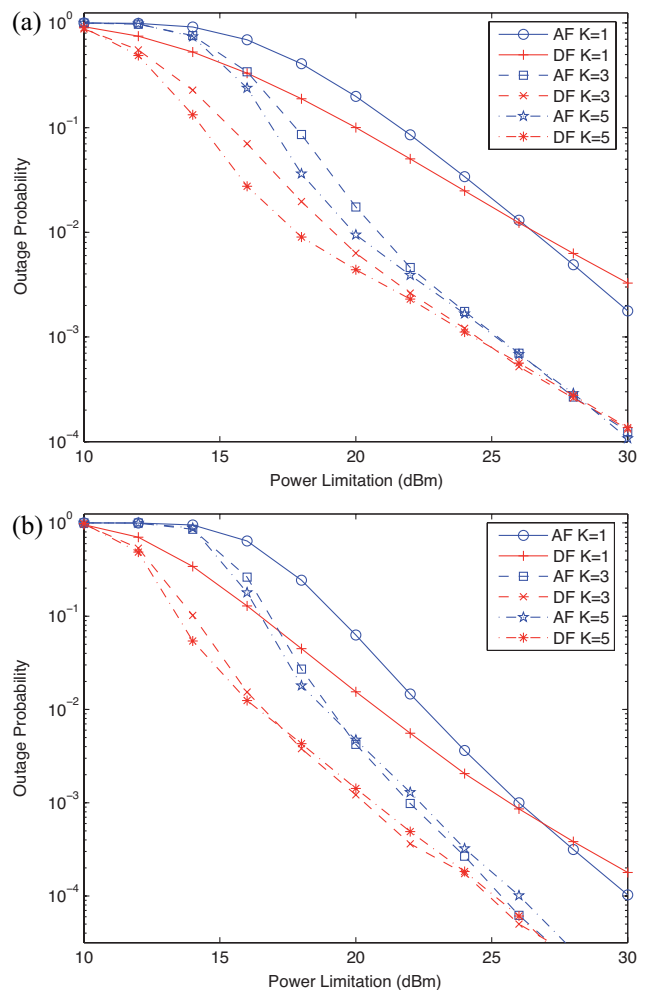 (a)
10^0
10^-1
10^-2
10^-3
10^-4
Outage Probability
AF K=1
DF K=1
AF K=3
DF K=3
AF K=5
DF K=5
10 15 20 25 30
Power Limitation (dBm)
(b)
10^0
10^-1
10^-2
10^-3
10^-4
Outage Probability
AF K=1
DF K=1
AF K=3
DF K=3
AF K=5
DF K=5
10 15 20 25 30
Power Limitation (dBm)